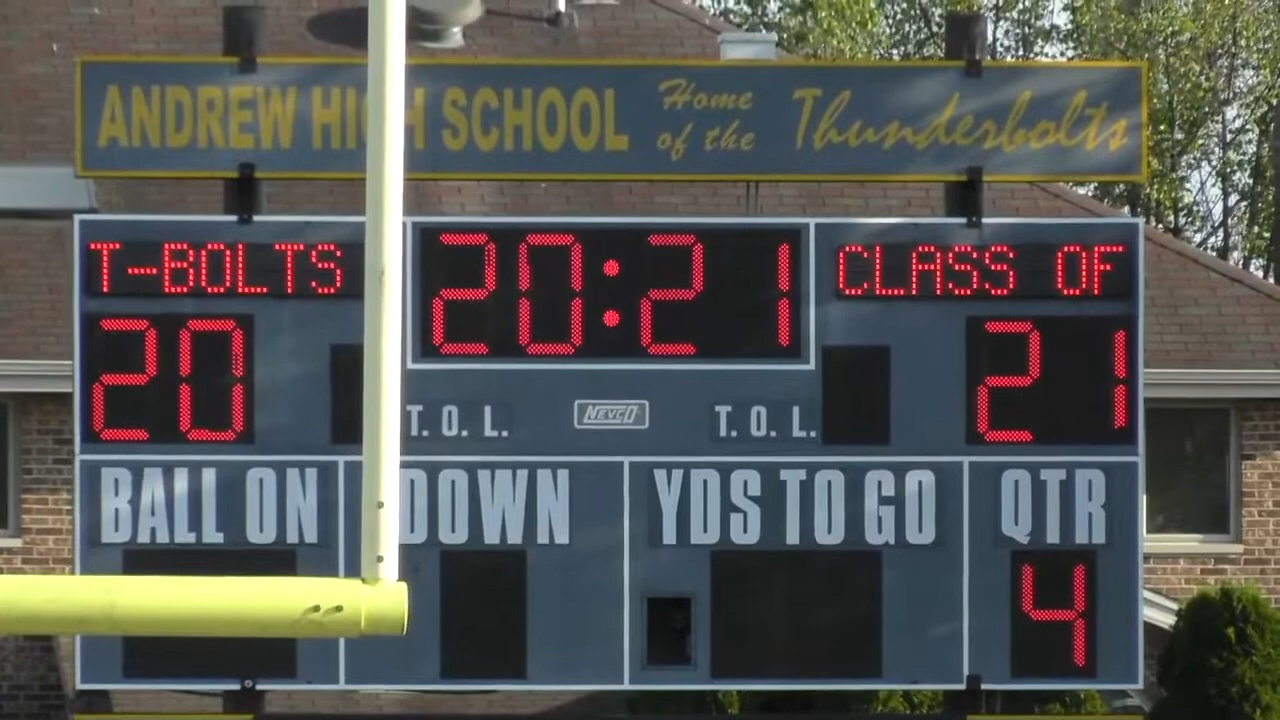 ANDREW HIGH SCHOOL Home of the Thunderbolts
T-BOLTS 20:21 CLASS OF
20 21
T. O. L. NEVCO T. O. L.
BALL ON DOWN YDS TO GO QTR
4